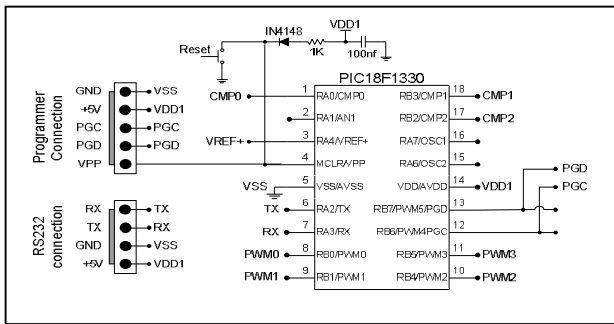 IN4148
VDD1
Reset
1K
100nf
PIC18F1330
Programmer
Connection
GND VSS
+5V VDD1
PGC PGC
PGD PGD
VPP
RS232
connection
RX TX
TX RX
GND VSS
+5V VDD1
CMP0 1 RA0/CMP0 RB3/CMP1 18 CMP1
2 RA1/AN1 RB2/CMP2 17 CMP2
VREF+ 3 RA4/VREF+ RA7/OSC1 16
4 MCLR/VPP RA6/OSC2 15
VSS 5 VSS/AVSS VDD/AVDD 14 VDD1
TX 6 RA2/TX RB7/PWM5/PGD 13
RX 7 RA3/RX RB6/PWM4PGC 12
PWM0 8 RB0/PWM0 RB5/PWM3 11 PWM3
PWM1 9 RB1/PWM1 RB4/PWM2 10 PWM2
PGD
PGC